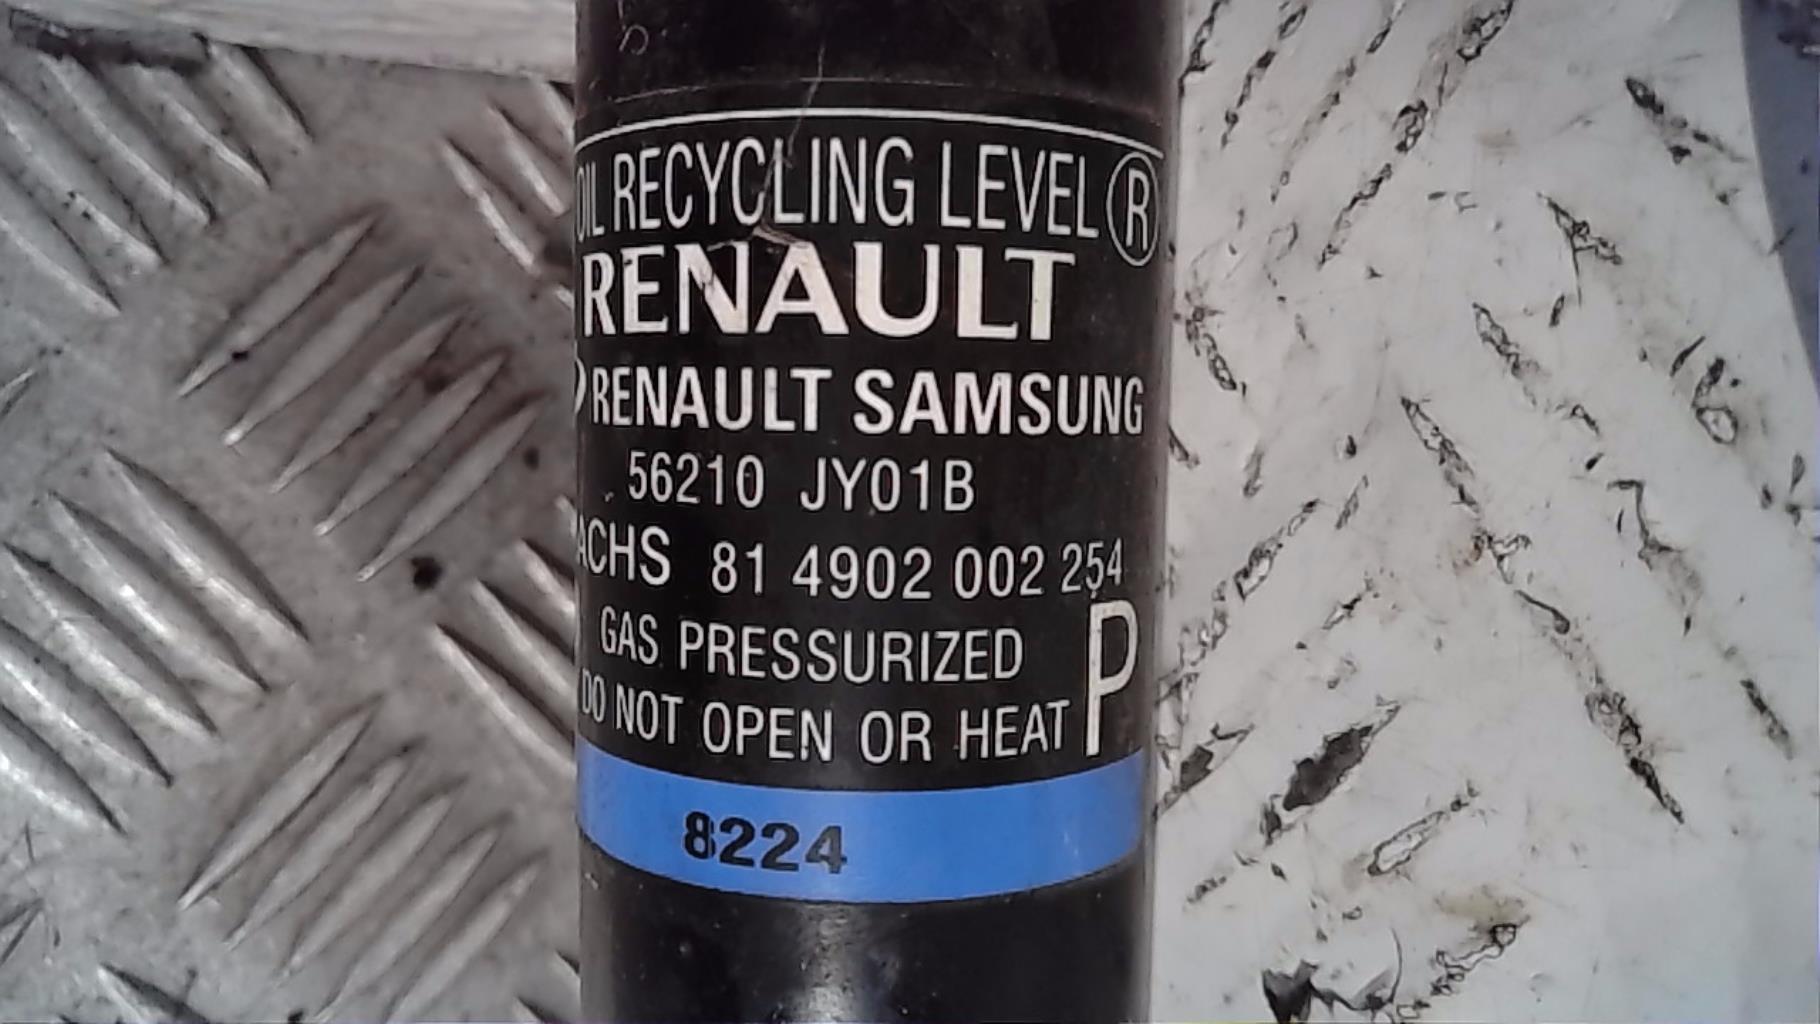 OIL RECYCLING LEVEL ®
RENAULT
RENAULT SAMSUNG
56210 JY01B
ACHS 81 4902 002 254
GAS PRESSURIZED
DO NOT OPEN OR HEAT P
8224